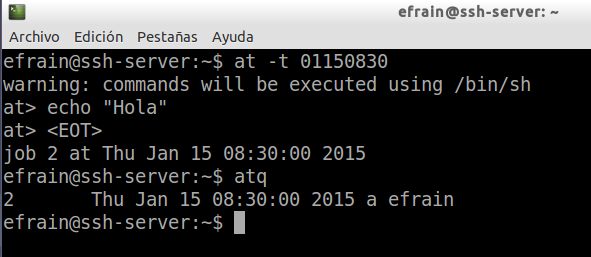 efrain@ssh-server: ~
Archivo Edición Pestañas Ayuda
efrain@ssh-server:~$ at -t 01150830
warning: commands will be executed using /bin/sh
at> echo "Hola"
at> <EOT>
job 2 at Thu Jan 15 08:30:00 2015
efrain@ssh-server:~$ atq
2       Thu Jan 15 08:30:00 2015 a efrain
efrain@ssh-server:~$